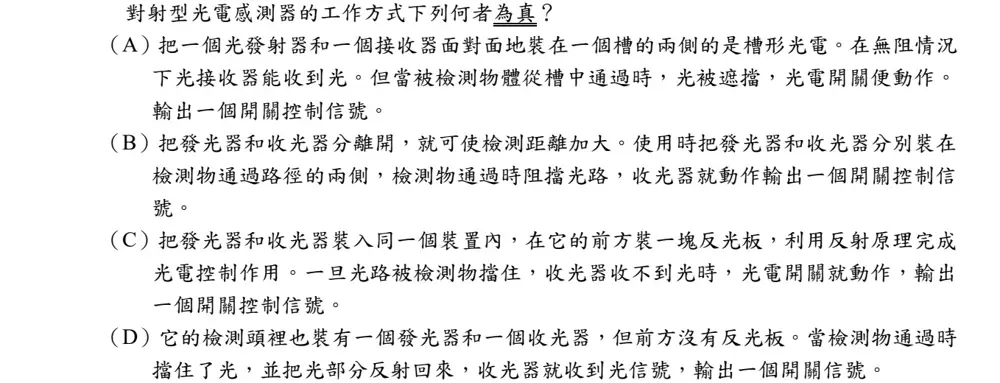 對射型光電感測器的工作方式下列何者為真？
（A）把一個光發射器和一個接收器面對面地裝在一個槽的兩側的是槽形光電。在無阻情況
下光接收器能收到光。但當被檢測物體從槽中通過時，光被遮擋，光電開關便動作。
輸出一個開關控制信號。
（B）把發光器和收光器分離開，就可使檢測距離加大。使用時把發光器和收光器分別裝在
檢測物通過路徑的兩側，檢測物通過時阻擋光路，收光器就動作輸出一個開關控制信
號。
（C）把發光器和收光器裝入同一個裝置內，在它的前方裝一塊反光板，利用反射原理完成
光電控制作用。一旦光路被檢測物擋住，收光器收不到光時，光電開關就動作，輸出
一個開關控制信號。
（D）它的檢測頭裡也裝有一個發光器和一個收光器，但前方沒有反光板。當檢測物通過時
擋住了光，並把光部分反射回來，收光器就收到光信號，輸出一個開關信號。